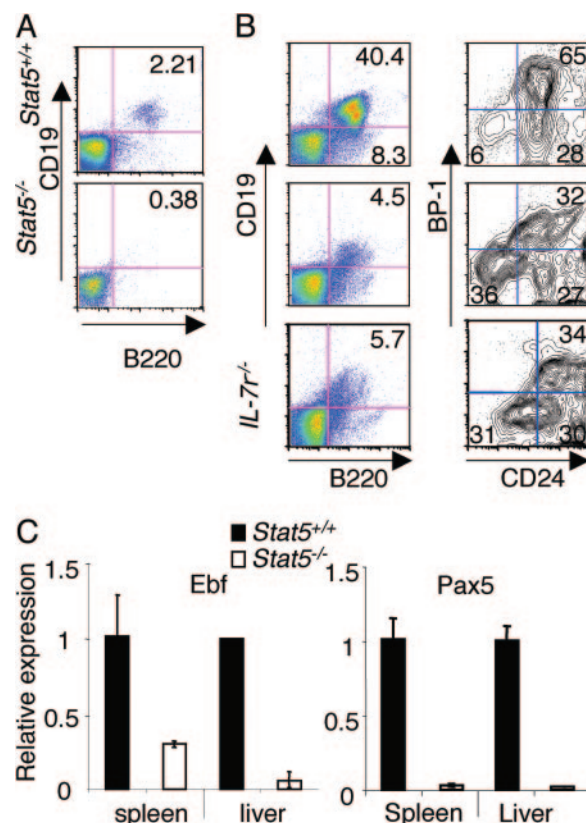 A
Stat5+/+
CD19
2.21
Stat5-/-
0.38
B220
B
CD19
40.4
8.3
4.5
IL-7r-/-
5.7
B220
BP-1
65
6
28
32
36
27
34
31
30
CD24
C
Stat5+/+
Stat5-/-
Relative expression
1.5
1
0.5
0
Ebf
spleen
liver
1.5
1
0.5
0
Pax5
Spleen
Liver